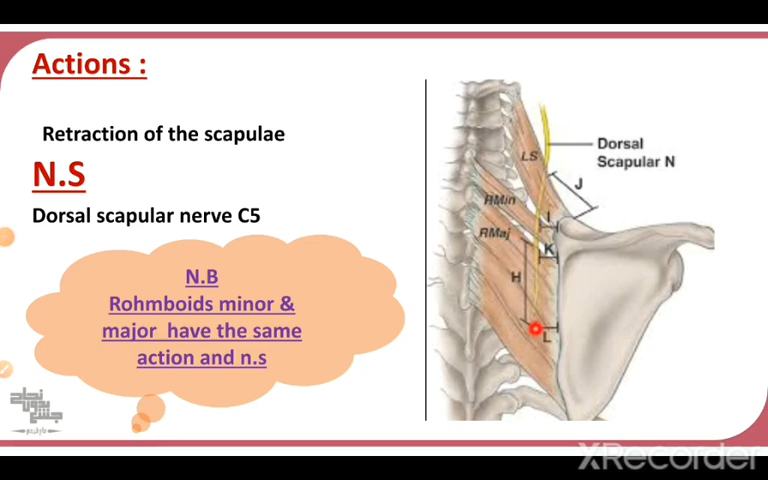 Actions :
Retraction of the scapulae
N.S
Dorsal scapular nerve C5
N.B
Rohmboids minor &
major have the same
action and n.s
LS
Dorsal
Scapular N
J
RMin
I
RMaj
K
H
L
XRecorder